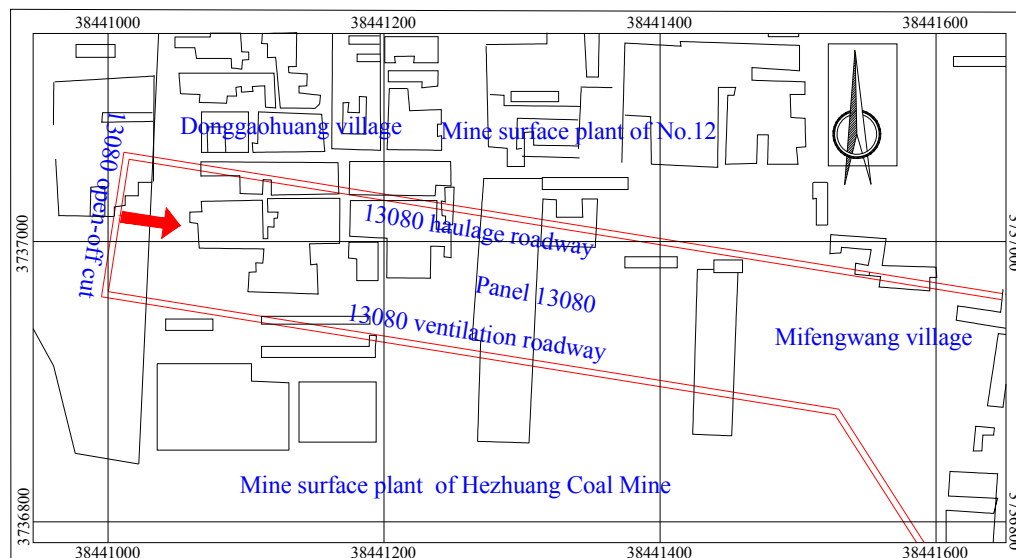 38441000
38441200
38441400
38441600
Donggaohuang village
Mine surface plant of No.12
13080 open-off cut
13080 haulage roadway
3737000
3737000
Panel 13080
13080 ventilation roadway
Mifengwang village
Mine surface plant of Hezhuang Coal Mine
3736800
3736800
38441000
38441200
38441400
38441600